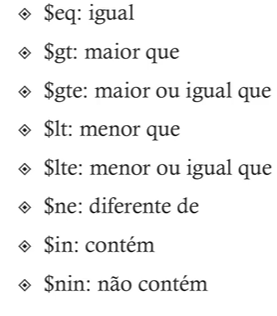 ◈ $eq: igual
◈ $gt: maior que
◈ $gte: maior ou igual que
◈ $lt: menor que
◈ $lte: menor ou igual que
◈ $ne: diferente de
◈ $in: contém
◈ $nin: não contém